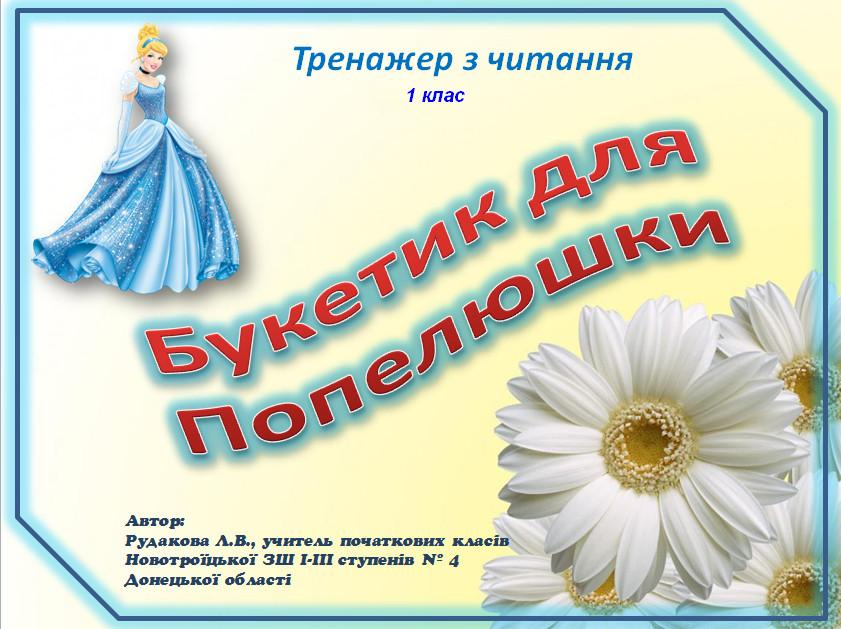 Тренажер з читання
1 клас
Букетик для
Попелюшки
Автор:
Рудакова Л.В., учитель початкових класів
Новотроїцької ЗШ І-ІІІ ступенів № 4
Донецької області